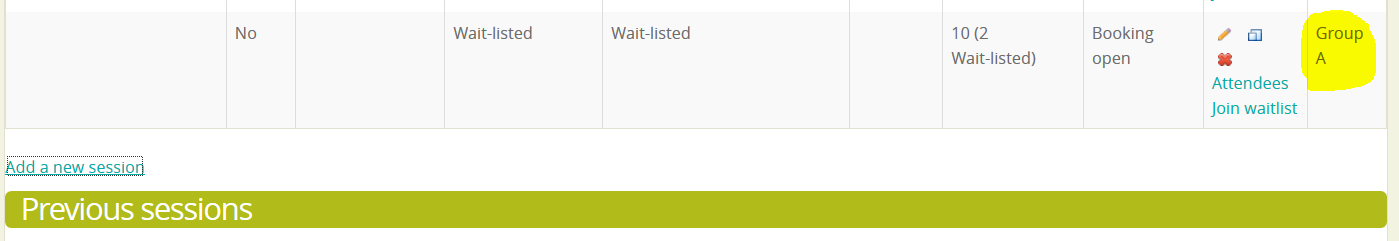 No
Wait-listed
Wait-listed
10 (2
Wait-listed)
Booking
open
Attendees
Join waitlist
Group
A
Add a new session
Previous sessions